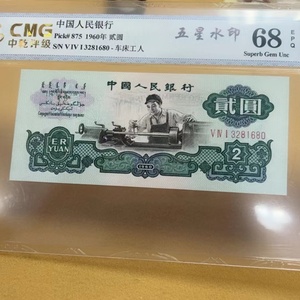 CMG
中乾评级
中国人民银行
Pick# 875 1960年 贰圆
S/N V IV I 3281680 - 车床工人
五星水印
68
EPQ
Superb Gem Unc
中国人民银行
贰圆
V IV I 3281680
ER
YUAN
2
1960